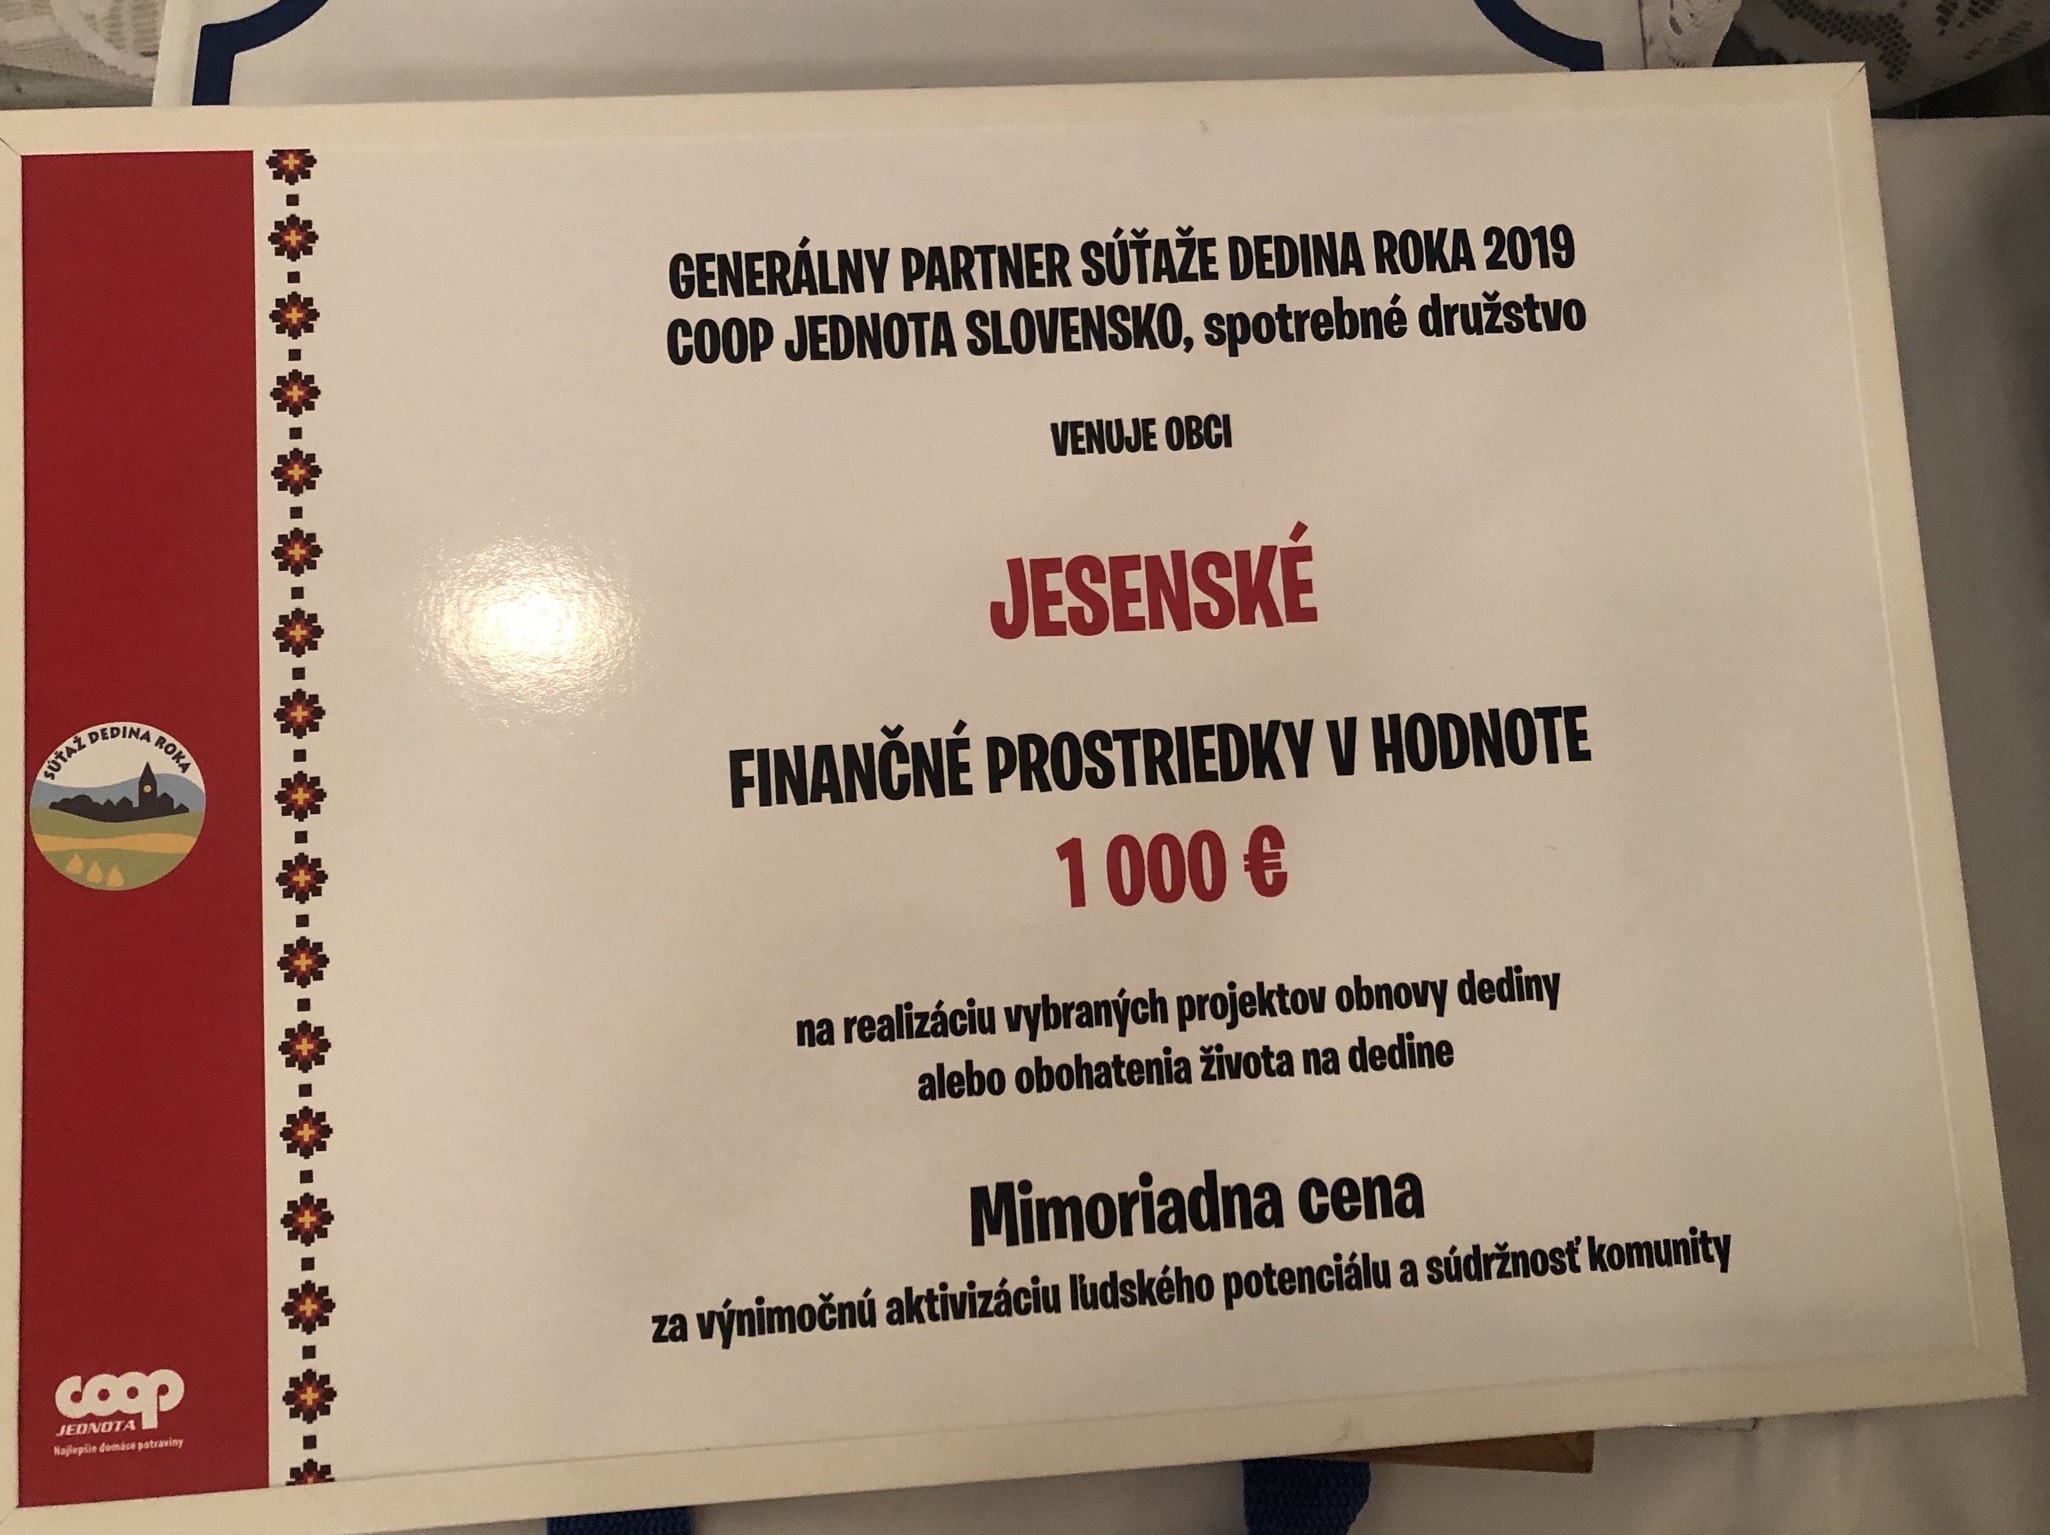 GENERÁLNY PARTNER SÚŤAŽE DEDINA ROKA 2019
COOP JEDNOTA SLOVENSKO, spotrebné družstvo
VENUJE OBCI
JESENSKÉ
FINANČNÉ PROSTRIEDKY V HODNOTE
1 000 €
na realizáciu vybraných projektov obnovy dediny
alebo obohatenia života na dedine
Mimoriadna cena
za výnimočnú aktivizáciu ľudského potenciálu a súdržnosť komunity
SÚŤAŽ DEDINA ROKA
coop
JEDNOTA
Najlepšie domáce potraviny